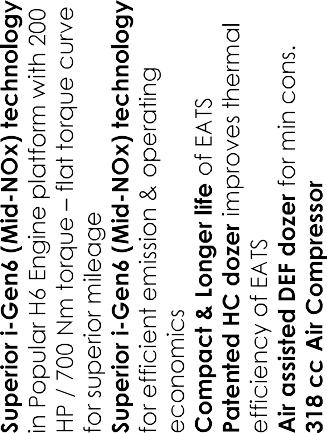 Superior i-Gen6 (Mid-NOx) technology
in Popular H6 Engine platform with 200
HP / 700 Nm torque – flat torque curve
for superior mileage
Superior i-Gen6 (Mid-NOx) technology
for efficient emission & operating
economics
Compact & Longer life of EATS
Patented HC dozer improves thermal
efficiency of EATS
Air assisted DEF dozer for min cons.
318 cc Air Compressor